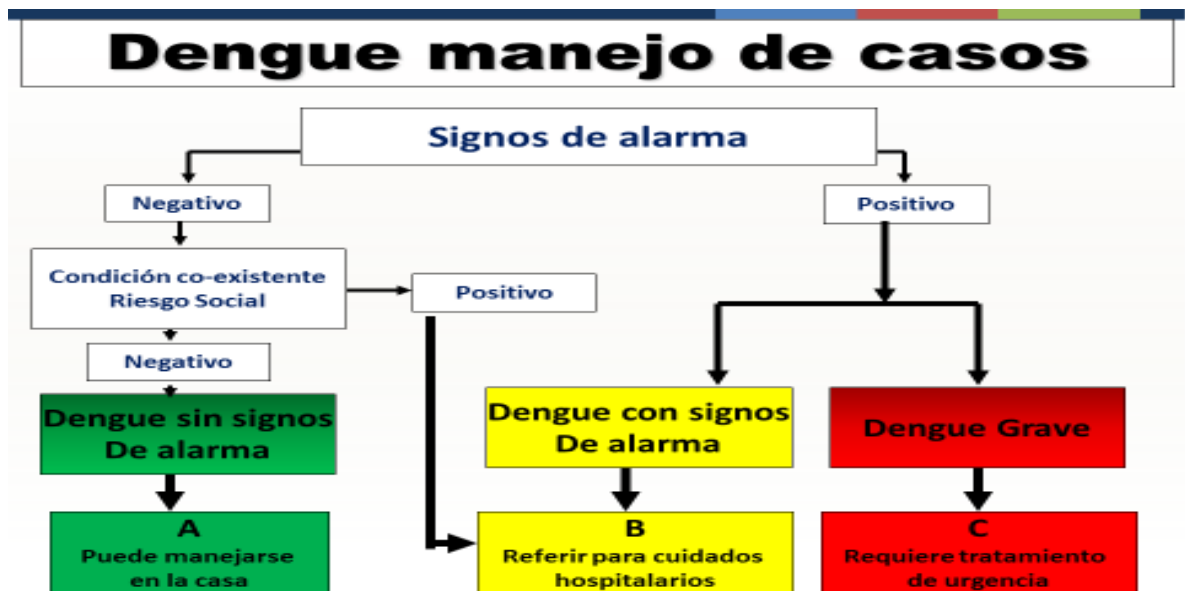 Dengue manejo de casos
Signos de alarma
Negativo
Positivo
Condición co-existente
Riesgo Social
Positivo
Negativo
Dengue sin signos
De alarma
Dengue con signos
De alarma
Dengue Grave
A
Puede manejarse
en la casa
B
Referir para cuidados
hospitalarios
C
Requiere tratamiento
de urgencia